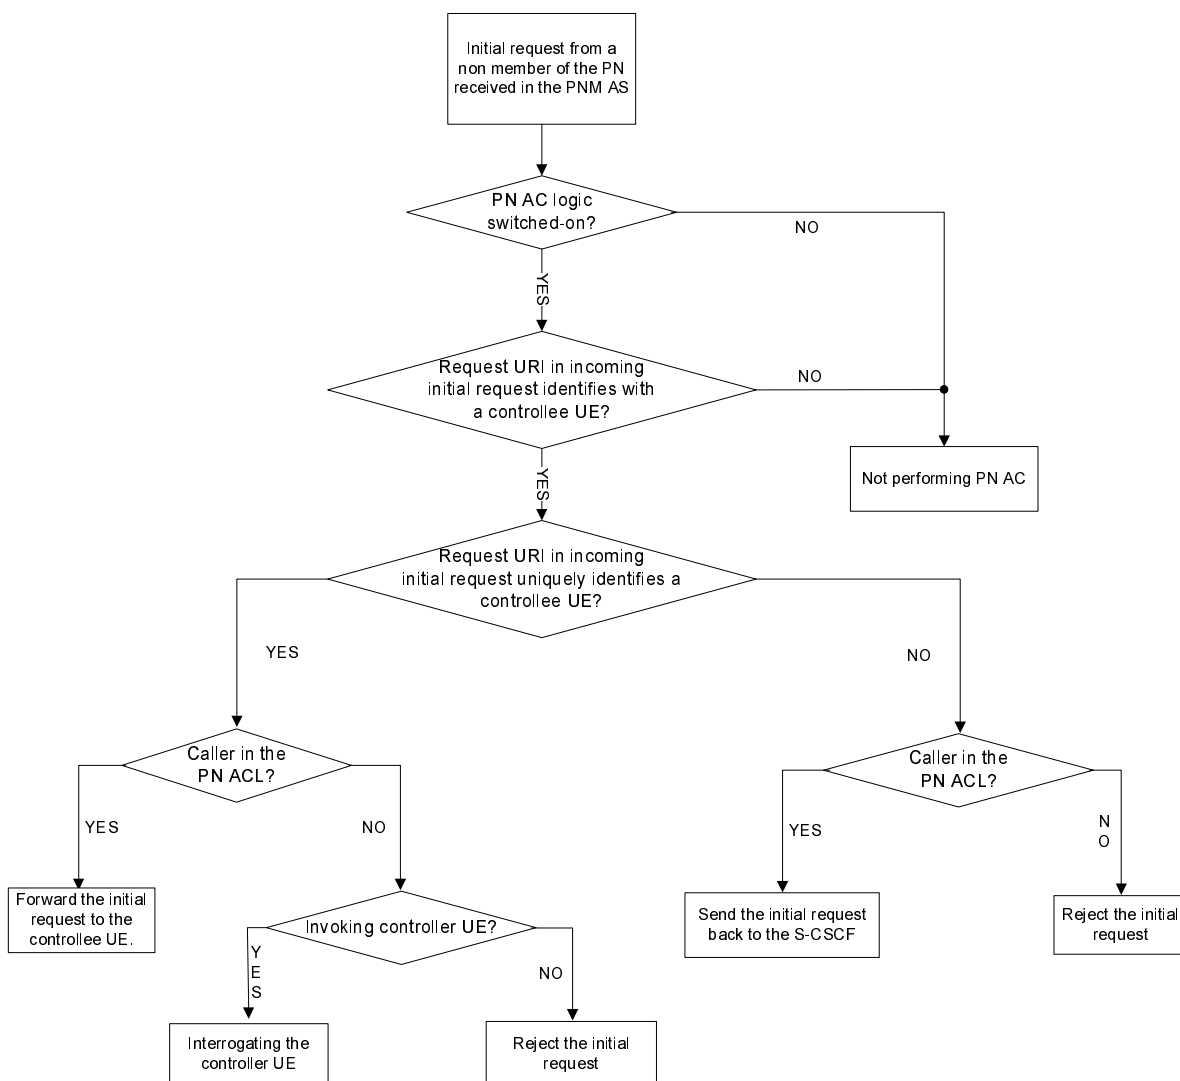 Initial request from a
non member of the PN
received in the PNM AS
PN AC logic
switched-on?
NO
YES
Request URI in incoming
initial request identifies with
a controllee UE?
NO
YES
Not performing PN AC
Request URI in incoming
initial request uniquely identifies a
controllee UE?
YES
NO
Caller in the
PN ACL?
Caller in the
PN ACL?
YES
NO
YES
N
O
Forward the initial
request to the
controllee UE.
Invoking controller UE?
Send the initial request
back to the S-CSCF
Reject the initial
request
Y
E
S
NO
Interrogating the
controller UE
Reject the initial
request